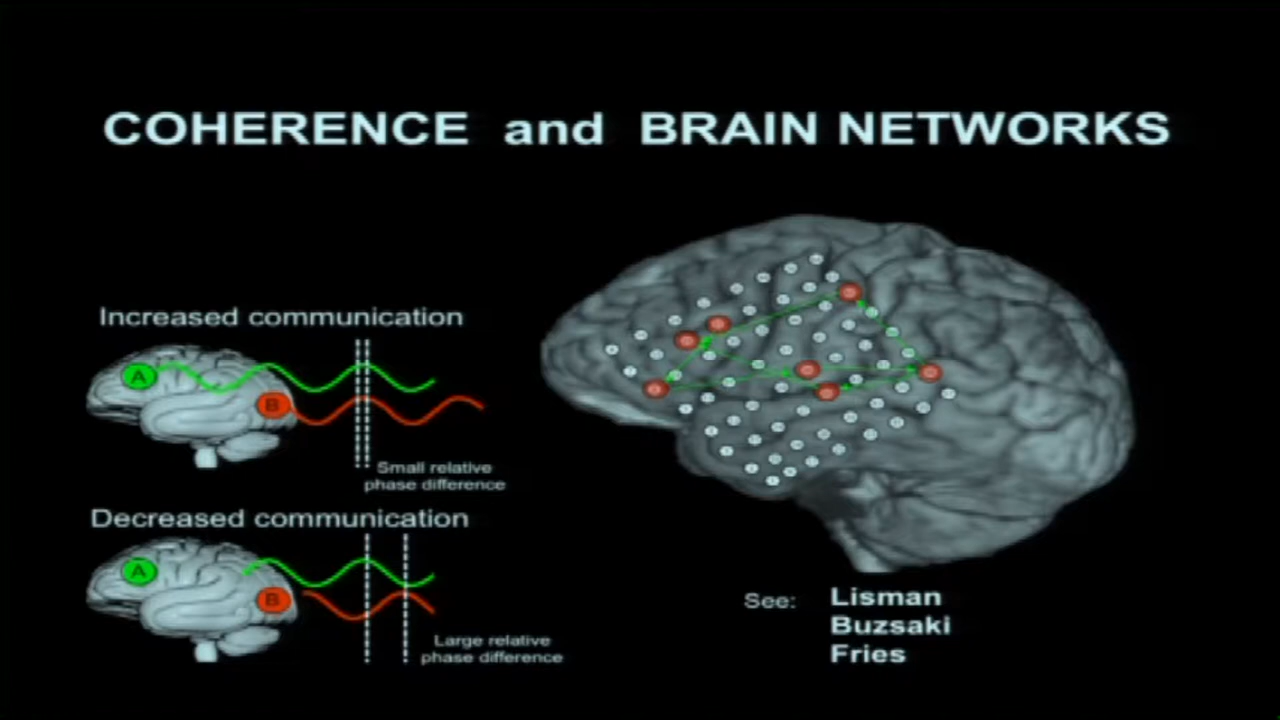 COHERENCE and BRAIN NETWORKS
Increased communication
A
B
Small relative
phase difference
Decreased communication
A
B
Large relative
phase difference
See:
Lisman
Buzsaki
Fries